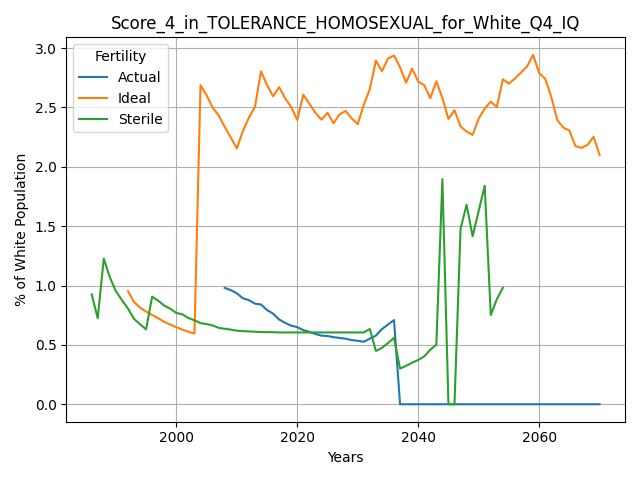 Score_4_in_TOLERANCE_HOMOSEXUAL_for_White_Q4_IQ
Fertility
Actual
Ideal
Sterile
% of White Population
3.0
2.5
2.0
1.5
1.0
0.5
0.0
2000
2020
2040
2060
Years